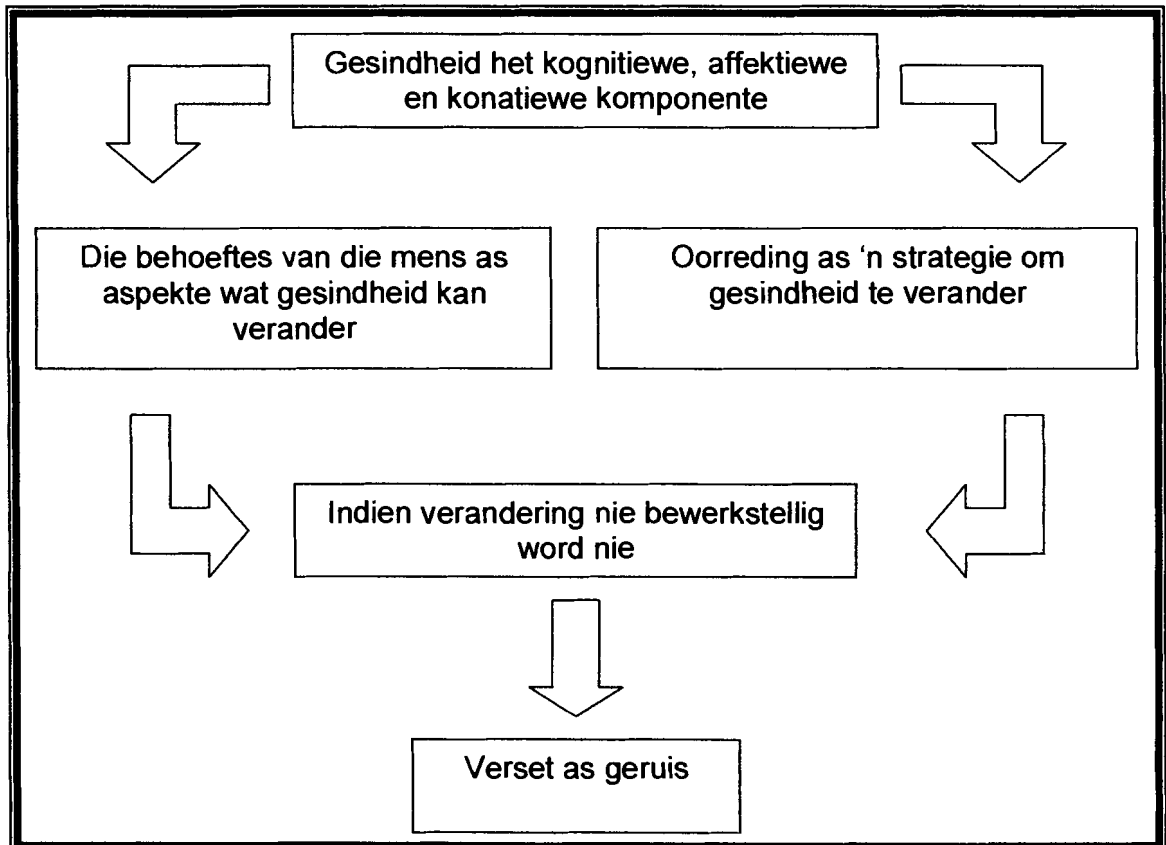 Gesindheid het kognitiewe, affektiewe
en konatiewe komponente
Die behoeftes van die mens as
aspekte wat gesindheid kan
verander
Oorreding as ‘n strategie om
gesindheid te verander
Indien verandering nie bewerkstellig
word nie
Verset as geruis